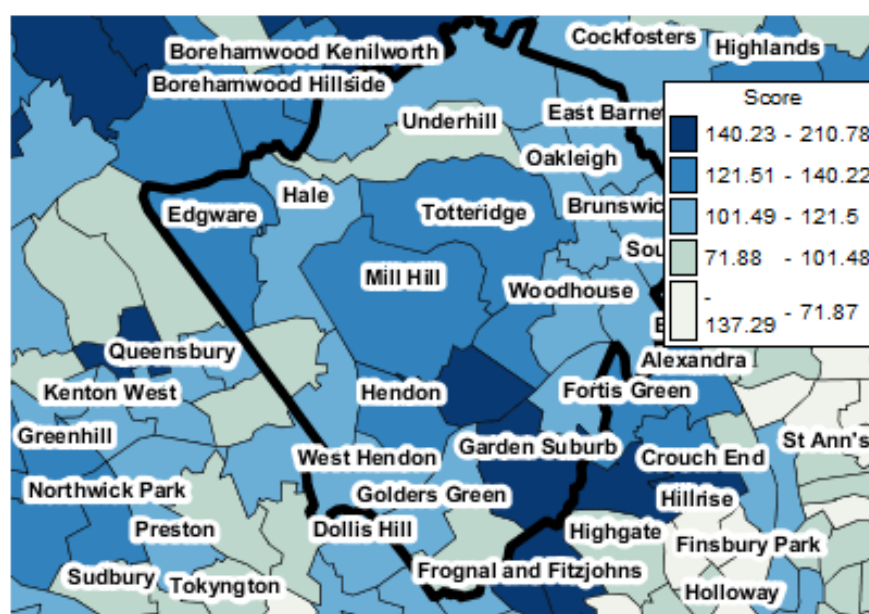 Cockfosters
Borehamwood Kenilworth
Highlands
Borehamwood Hillside
Score
Underhill
East Barne
140.23 - 210.78
Oakleigh
121.51 - 140.22
Hale
Edgware
Totteridge
Brunswic
101.49 - 121.5
Sou
71.88 - 101.48
Mill Hill
Woodhouse
-
137.29 - 71.87
E
Queensbury
Alexandra
Kenton West
Hendon
Fortis Green
Greenhill
Garden Suburb
St Ann's
West Hendon
Crouch End
Northwick Park
Golders Green
Hillrise
Preston
Dollis Hill
Highgate
Finsbury Park
Sudbury
Tokyngton
Frognal and Fitzjohns
Holloway